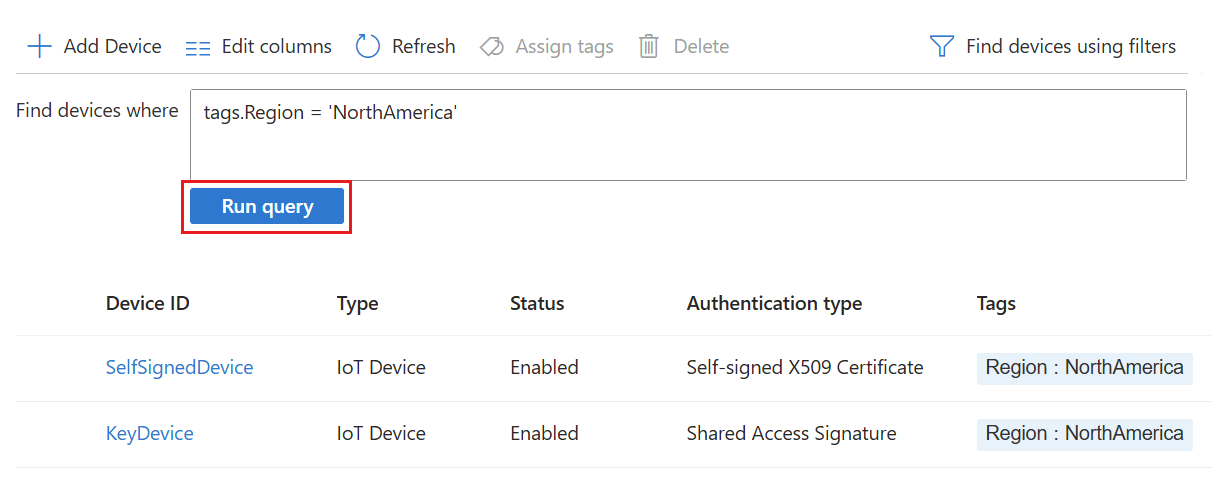 Add Device Edit columns Refresh Assign tags Delete Find devices using filters
Find devices where tags.Region = 'NorthAmerica'
Run query
Device ID Type Status Authentication type Tags
SelfSignedDevice IoT Device Enabled Self-signed X509 Certificate Region : NorthAmerica
KeyDevice IoT Device Enabled Shared Access Signature Region : NorthAmerica